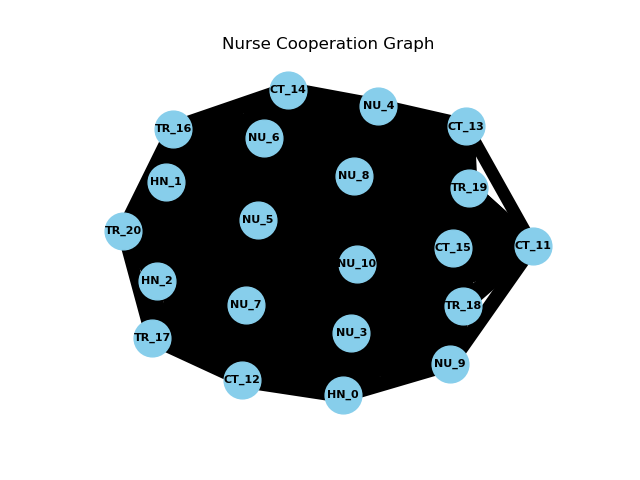 Nurse Cooperation Graph
CT_14
NU_4
TR_16
CT_13
NU_6
HN_1
NU_8
TR_19
NU_5
TR_20
CT_15
CT_11
NU_10
HN_2
NU_7
TR_18
NU_3
TR_17
NU_9
CT_12
HN_0